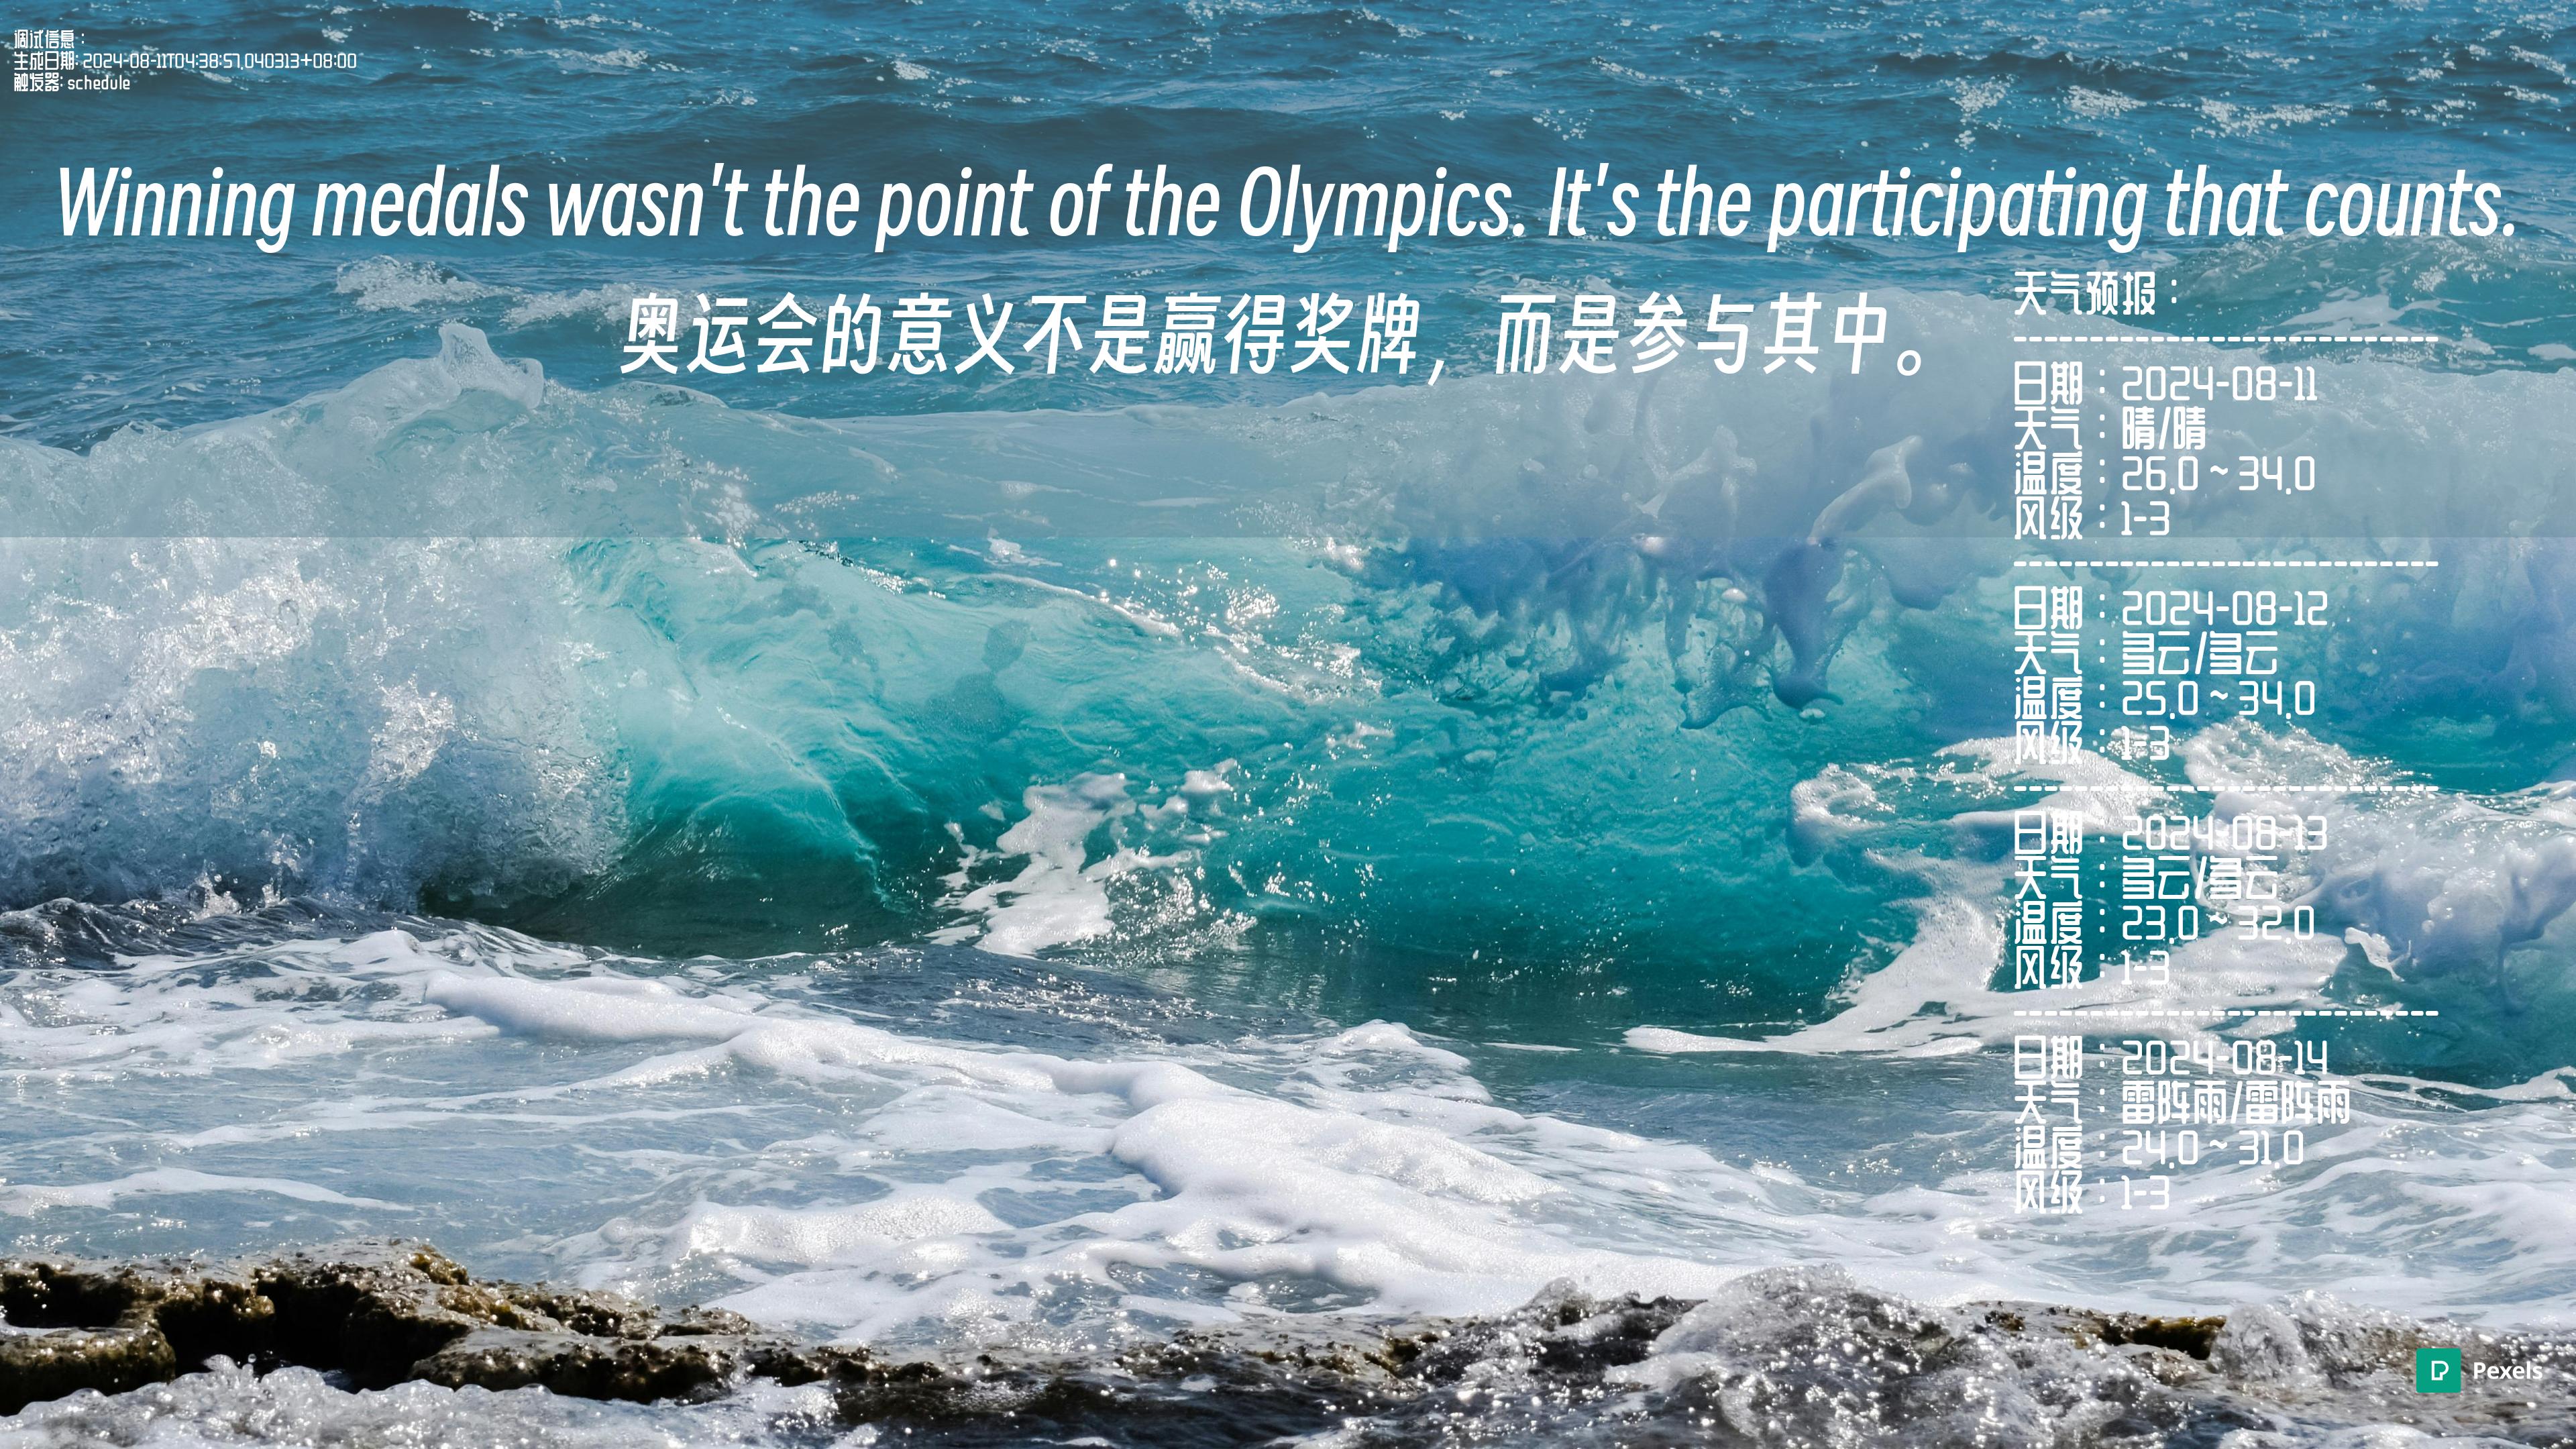 调试信息：
生成日期: 2024-08-11T04:38:57.040313+08:00
触发器: schedule
Winning medals wasn't the point of the Olympics. It's the participating that counts.
奥运会的意义不是赢得奖牌，而是参与其中。
天气预报：
------------------------------
日期：2024-08-11
天气：晴/晴
温度：26.0 ~ 34.0
风级：1-3
------------------------------
日期：2024-08-12
天气：多云/多云
温度：25.0 ~ 34.0
风级：1-3
------------------------------
日期：2024-08-13
天气：多云/多云
温度：23.0 ~ 32.0
风级：1-3
------------------------------
日期：2024-08-14
天气：雷阵雨/雷阵雨
温度：24.0 ~ 31.0
风级：1-3
Pexels